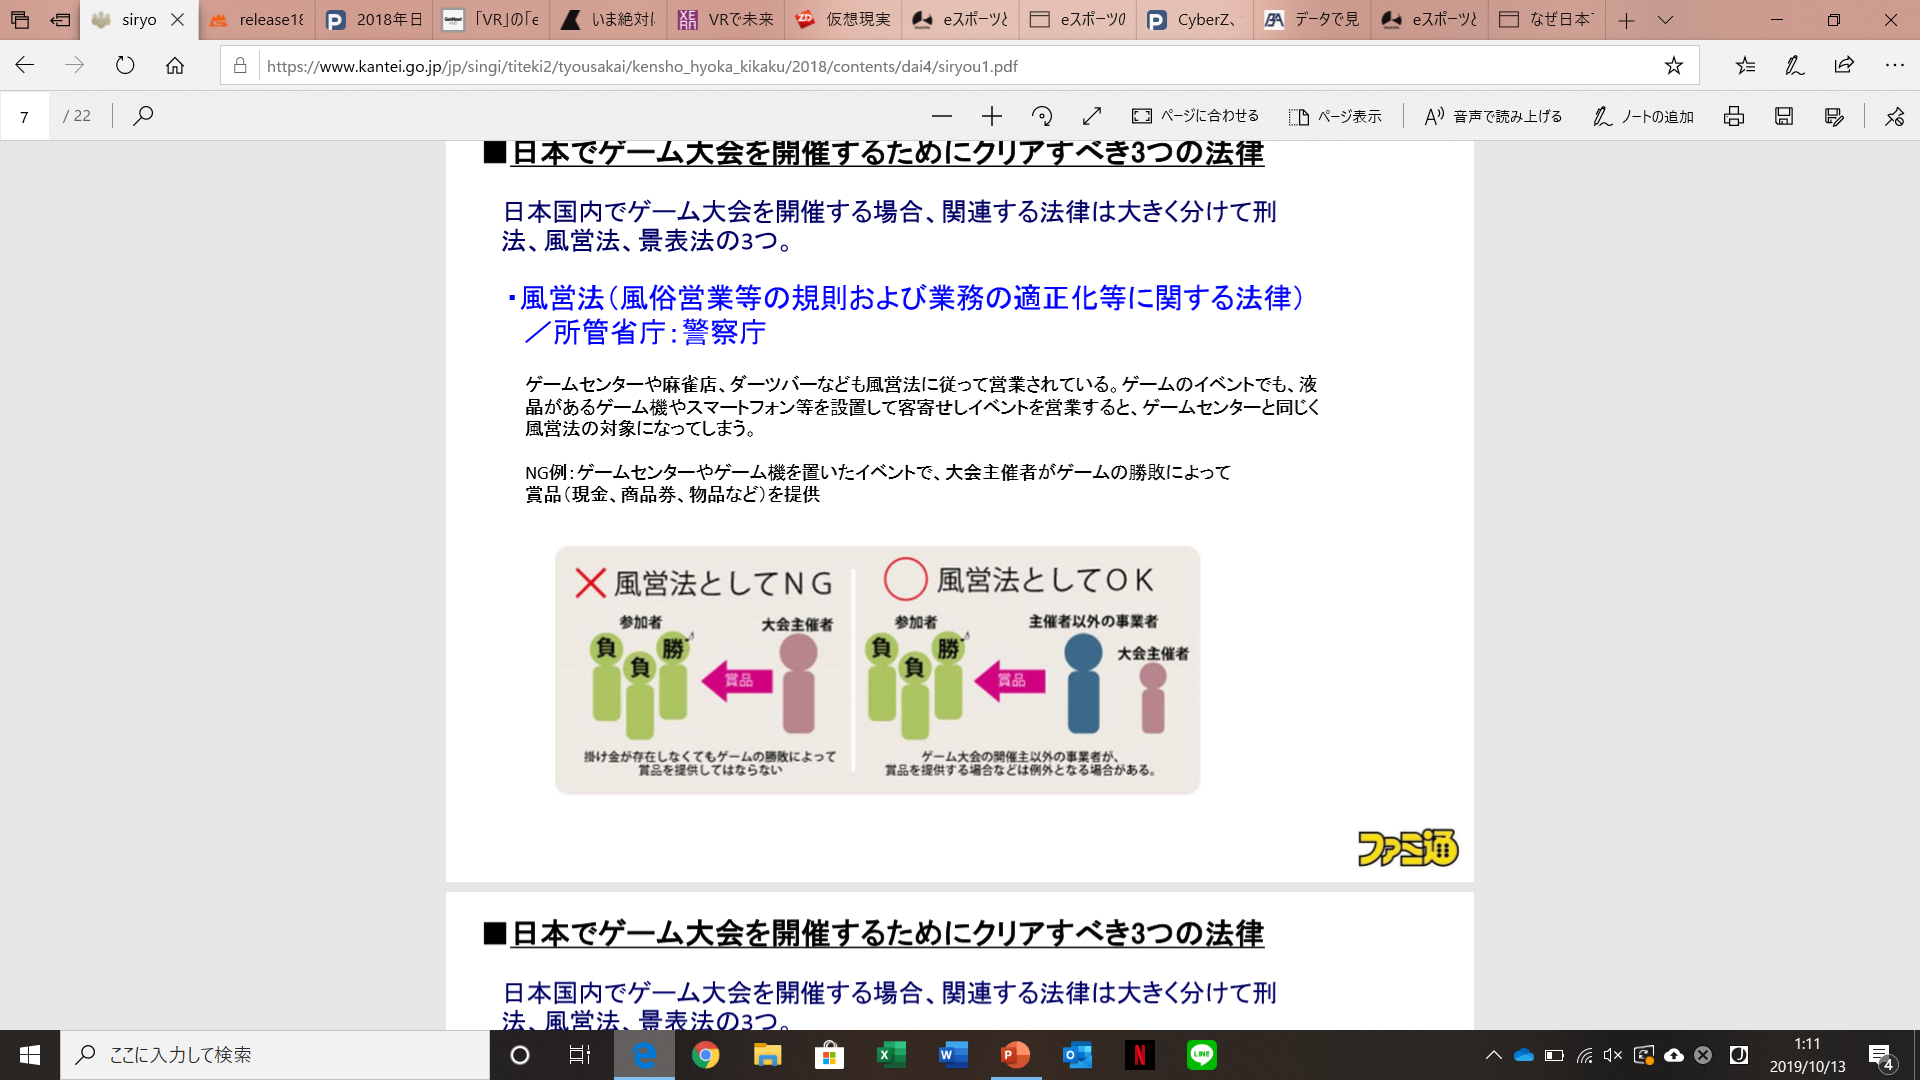 siryo
release18
2018年日
「VR」の「e
いま絶対に
VRで未来
仮想現実
eスポーツと
eスポーツの
CyberZ、
データで見
eスポーツと
なぜ日本
https://www.kantei.go.jp/jp/singi/titeki2/tyousakai/kensho_hyoka_kikaku/2018/contents/dai4/siryou1.pdf
7 / 22
ページに合わせる
ページ表示
音声で読み上げる
ノートの追加
■日本でゲーム大会を開催するためにクリアすべき3つの法律
日本国内でゲーム大会を開催する場合、関連する法律は大きく分けて刑
法、風営法、景表法の3つ。
・風営法（風俗営業等の規則および業務の適正化等に関する法律）
／所管省庁：警察庁
ゲームセンターや麻雀店、ダーツバーなども風営法に従って営業されている。ゲームのイベントでも、液
晶があるゲーム機やスマートフォン等を設置して客寄せしイベントを営業すると、ゲームセンターと同じく
風営法の対象になってしまう。
NG例：ゲームセンターやゲーム機を置いたイベントで、大会主催者がゲームの勝敗によって
賞品（現金、商品券、物品など）を提供
風営法としてNG
参加者
大会主催者
負
負
勝
賞品
掛け金が存在しなくてもゲームの勝敗によって
賞品を提供してはならない
風営法としてOK
参加者
主催者以外の事業者
大会主催者
負
負
勝
賞品
ゲーム大会の開催主以外の事業者が、
賞品を提供する場合などは例外となる場合がある。
ファミ通
■日本でゲーム大会を開催するためにクリアすべき3つの法律
日本国内でゲーム大会を開催する場合、関連する法律は大きく分けて刑
法、風営法、景表法の3つ。
ここに入力して検索
1:11
2019/10/13
4